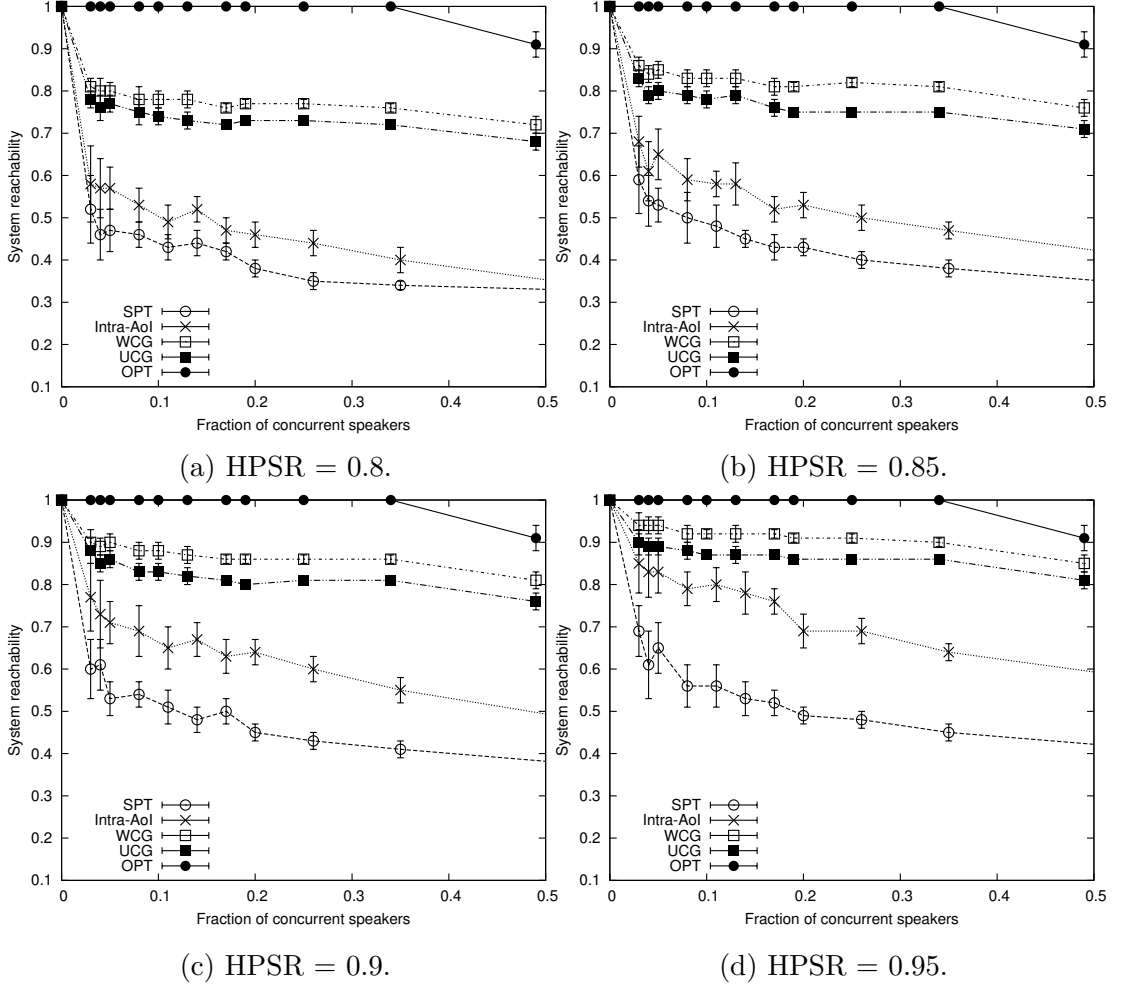 1
0.9
0.8
0.7
0.6
0.5
0.4
0.3
0.2
0.1
System reachability
SPT
Intra-AoI
WCG
UCG
OPT
0 0.1 0.2 0.3 0.4 0.5
Fraction of concurrent speakers
(a) HPSR = 0.8.
1
0.9
0.8
0.7
0.6
0.5
0.4
0.3
0.2
0.1
System reachability
SPT
Intra-AoI
WCG
UCG
OPT
0 0.1 0.2 0.3 0.4 0.5
Fraction of concurrent speakers
(b) HPSR = 0.85.
1
0.9
0.8
0.7
0.6
0.5
0.4
0.3
0.2
0.1
System reachability
SPT
Intra-AoI
WCG
UCG
OPT
0 0.1 0.2 0.3 0.4 0.5
Fraction of concurrent speakers
(c) HPSR = 0.9.
1
0.9
0.8
0.7
0.6
0.5
0.4
0.3
0.2
0.1
System reachability
SPT
Intra-AoI
WCG
UCG
OPT
0 0.1 0.2 0.3 0.4 0.5
Fraction of concurrent speakers
(d) HPSR = 0.95.